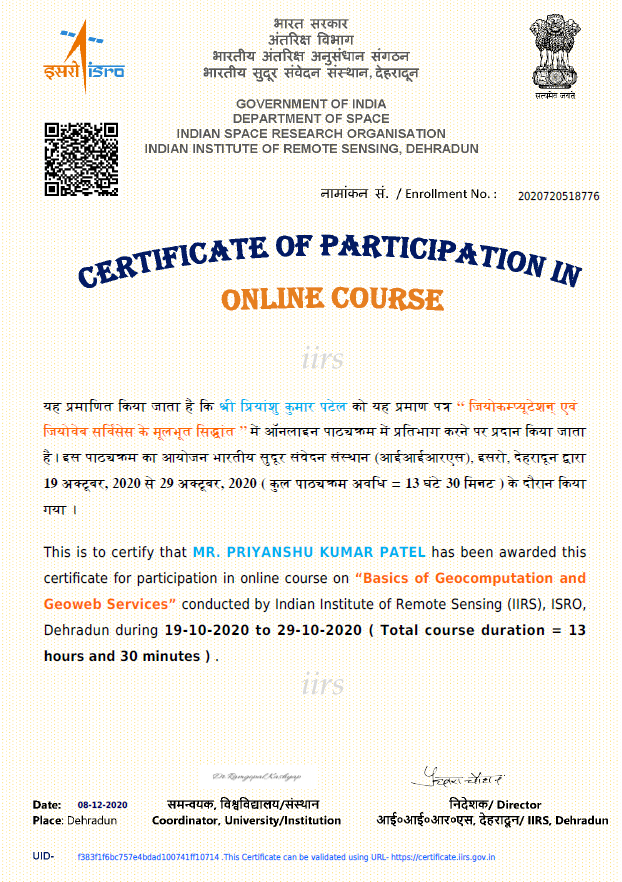 भारत सरकार
अंतरिक्ष विभाग
भारतीय अंतरिक्ष अनुसंधान संगठन
भारतीय सुदूर संवेदन संस्थान, देहरादून
इसरो isro
सत्यमेव जयते
GOVERNMENT OF INDIA
DEPARTMENT OF SPACE
INDIAN SPACE RESEARCH ORGANISATION
INDIAN INSTITUTE OF REMOTE SENSING, DEHRADUN
नामांकन सं. / Enrollment No. : 2020720518776
CERTIFICATE OF PARTICIPATION IN
ONLINE COURSE
iirs
यह प्रमाणित किया जाता है कि श्री प्रियांशु कुमार पटेल को यह प्रमाण पत्र “ जियोकम्प्यूटेशन् एवं
जियोवेब सर्विसेस के मूलभूत सिद्धांत ” में ऑनलाइन पाठ्यक्रम में प्रतिभाग करने पर प्रदान किया जाता
है। इस पाठ्यक्रम का आयोजन भारतीय सुदूर संवेदन संस्थान (आईआईआरएस), इसरो, देहरादून द्वारा
19 अक्टूबर, 2020 से 29 अक्टूबर, 2020 ( कुल पाठ्यक्रम अवधि = 13 घंटे 30 मिनट ) के दौरान किया
गया ।
This is to certify that MR. PRIYANSHU KUMAR PATEL has been awarded this
certificate for participation in online course on “Basics of Geocomputation and
Geoweb Services” conducted by Indian Institute of Remote Sensing (IIRS), ISRO,
Dehradun during 19-10-2020 to 29-10-2020 ( Total course duration = 13
hours and 30 minutes ) .
iirs
Date: 08-12-2020
Place: Dehradun
समन्वयक, विश्वविद्यालय/संस्थान
Coordinator, University/Institution
निदेशक/ Director
आई०आई०आर०एस, देहरादून/ IIRS, Dehradun
UID- f383f1f6bc757e4bdad100741ff10714 .This Certificate can be validated using URL- https://certificate.iirs.gov.in